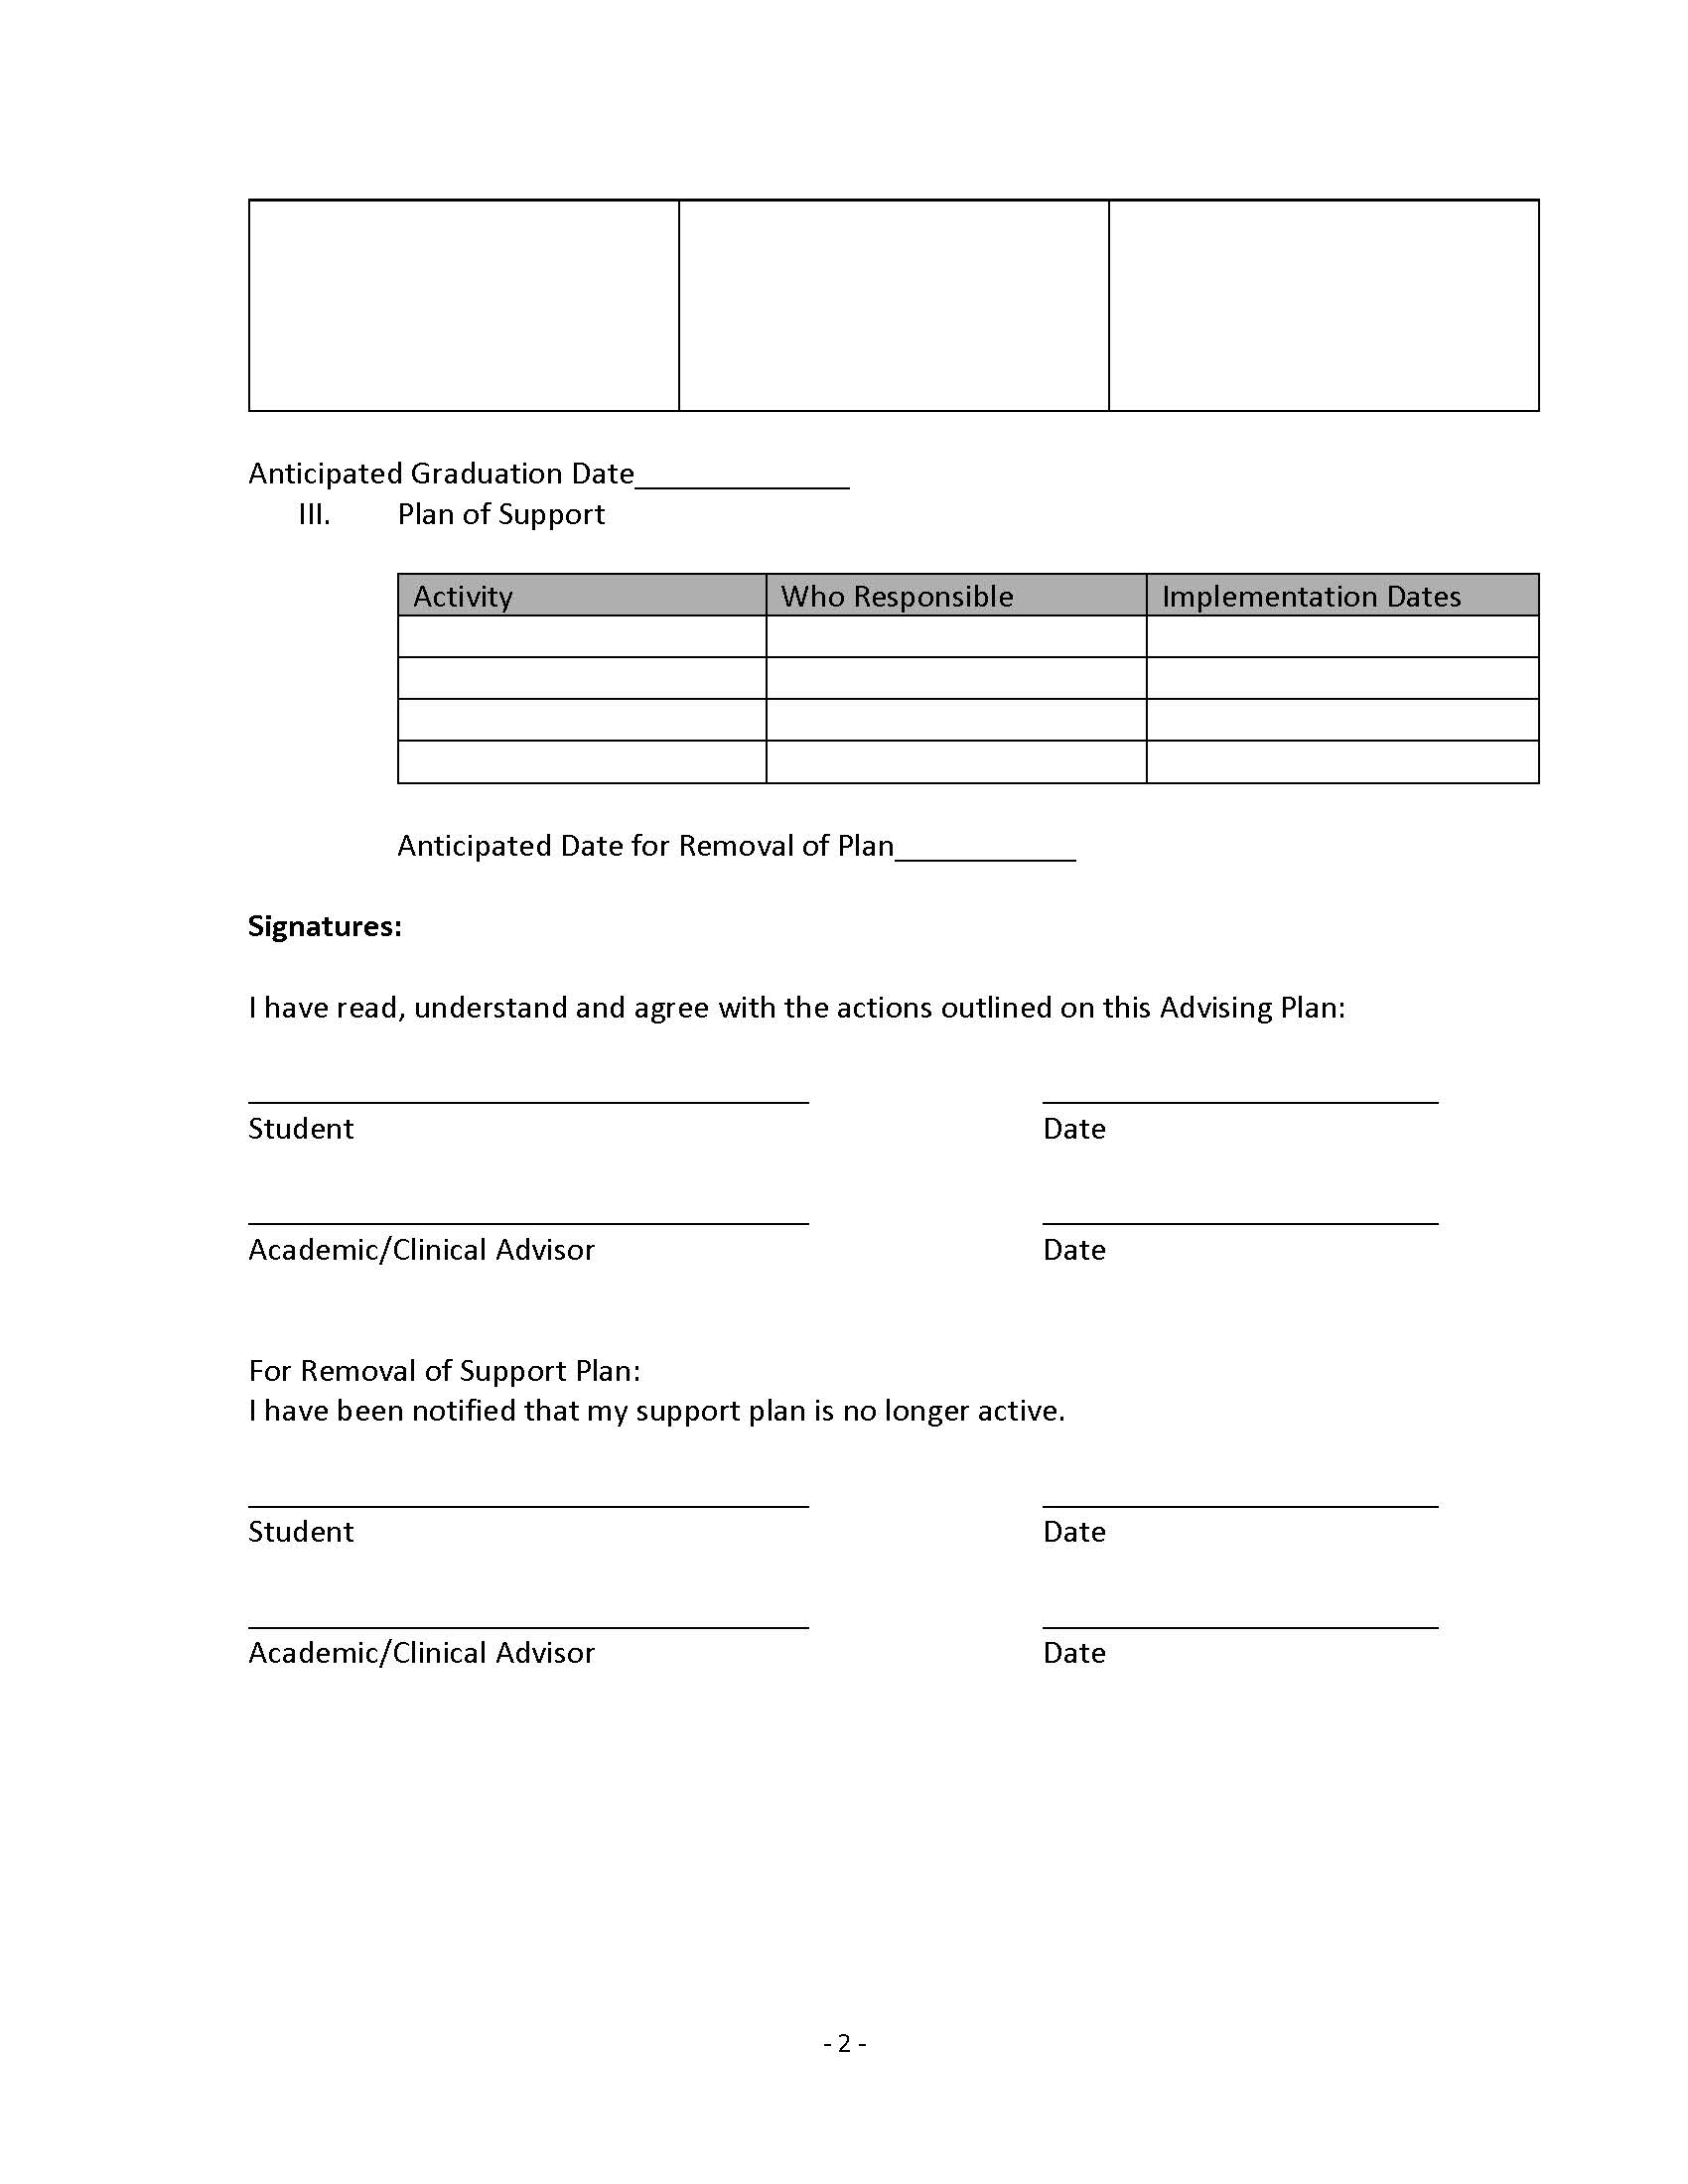 Anticipated Graduation Date_____________
III. Plan of Support
Activity Who Responsible Implementation Dates
Anticipated Date for Removal of Plan___________
Signatures:
I have read, understand and agree with the actions outlined on this Advising Plan:
Student Date
Academic/Clinical Advisor Date
For Removal of Support Plan:
I have been notified that my support plan is no longer active.
Student Date
Academic/Clinical Advisor Date
- 2 -